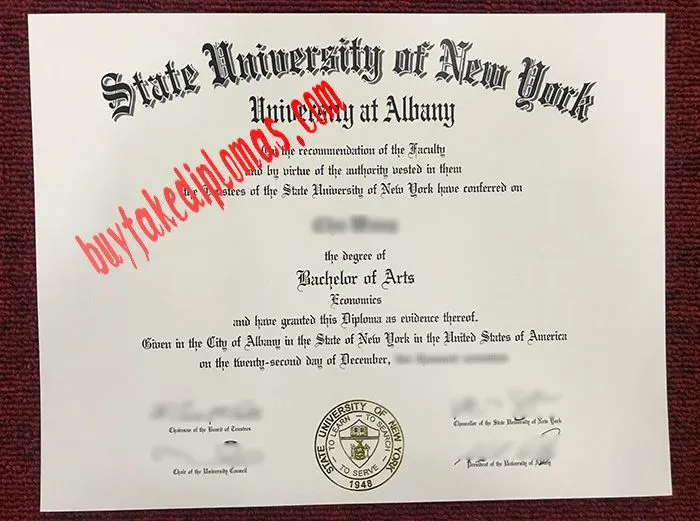 State University of New York
University at Albany
On the recommendation of the Faculty
and by virtue of the authority vested in them
the Trustees of the State University of New York have conferred on
the degree of
Bachelor of Arts
Economics
and have granted this Diploma as evidence thereof.
Given in the City of Albany in the State of New York in the United States of America
on the twenty-second day of December,
Chairman of the Board of Trustees
Chancellor of the State University of New York
Chair of the University Council
President of the University at Albany
STATE UNIVERSITY OF NEW YORK
TO LEARN TO SEARCH
TO SERVE
1948
buyfakediplomas.com